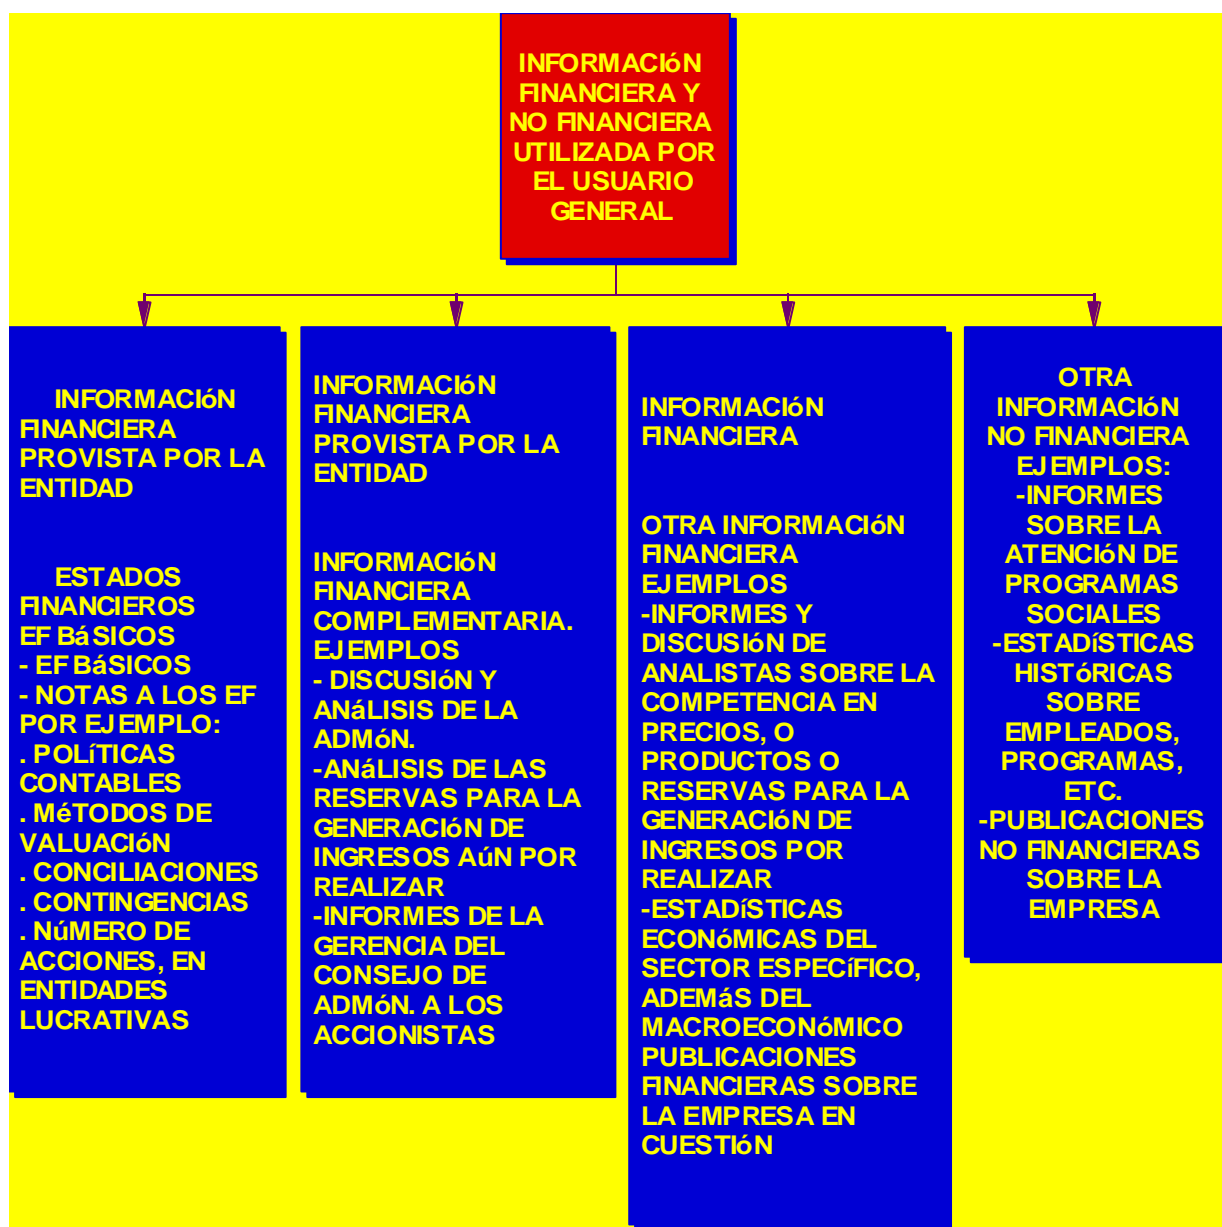 INFORMACIóN
FINANCIERA Y
NO FINANCIERA
UTILIZADA POR
EL USUARIO
GENERAL
INFORMACIóN
FINANCIERA
PROVISTA POR LA
ENTIDAD
ESTADOS
FINANCIEROS
EF BáSICOS
- EF BáSICOS
- NOTAS A LOS EF
POR EJEMPLO:
. POLíTICAS
CONTABLES
. MéTODOS DE
VALUACIóN
. CONCILIACIONES
. CONTINGENCIAS
. NúMERO DE
ACCIONES, EN
ENTIDADES
LUCRATIVAS
INFORMACIóN
FINANCIERA
PROVISTA POR LA
ENTIDAD
INFORMACIóN
FINANCIERA
COMPLEMENTARIA.
EJEMPLOS
- DISCUSIóN Y
ANáLISIS DE LA
ADMóN.
-ANáLISIS DE LAS
RESERVAS PARA LA
GENERACIóN DE
INGRESOS AúN POR
REALIZAR
-INFORMES DE LA
GERENCIA DEL
CONSEJO DE
ADMóN. A LOS
ACCIONISTAS
INFORMACIóN
FINANCIERA
OTRA INFORMACIóN
FINANCIERA
EJEMPLOS
-INFORMES Y
DISCUSIóN DE
ANALISTAS SOBRE LA
COMPETENCIA EN
PRECIOS, O
PRODUCTOS O
RESERVAS PARA LA
GENERACIóN DE
INGRESOS POR
REALIZAR
-ESTADíSTICAS
ECONóMICAS DEL
SECTOR ESPECíFICO,
ADEMáS DEL
MACROECONóMICO
PUBLICACIONES
FINANCIERAS SOBRE
LA EMPRESA EN
CUESTIóN
OTRA
INFORMACIóN
NO FINANCIERA
EJEMPLOS:
-INFORMES
SOBRE LA
ATENCIóN DE
PROGRAMAS
SOCIALES
-ESTADíSTICAS
HISTóRICAS
SOBRE
EMPLEADOS,
PROGRAMAS,
ETC.
-PUBLICACIONES
NO FINANCIERAS
SOBRE LA
EMPRESA